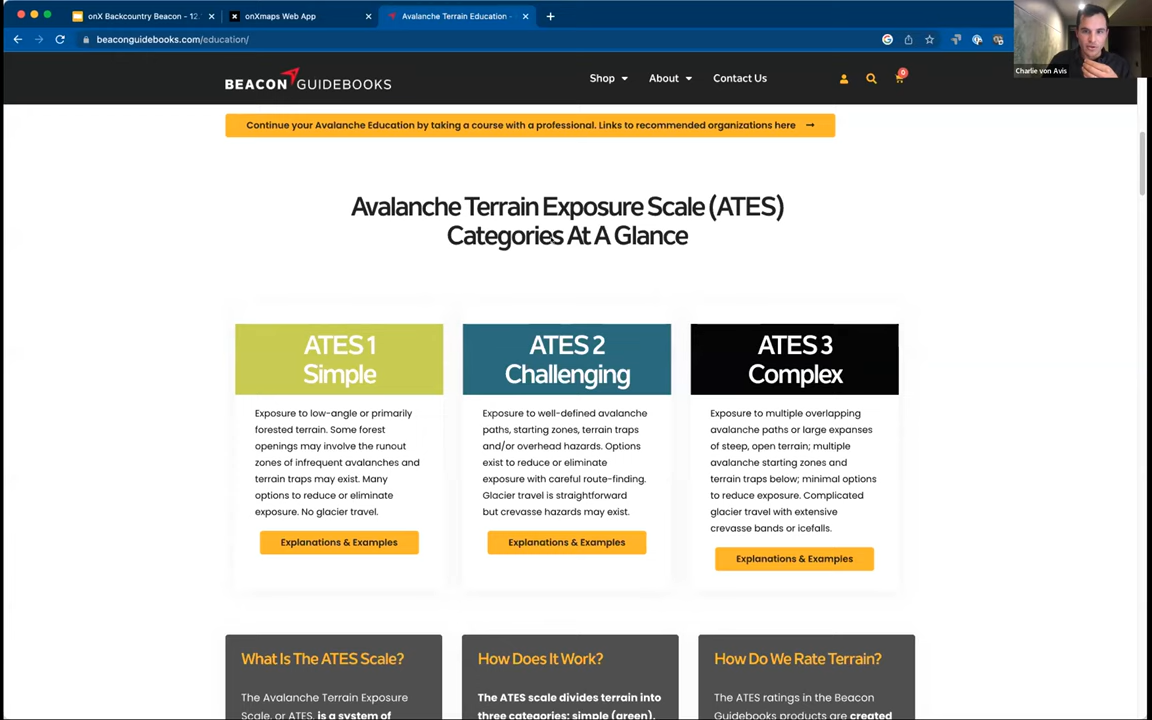 onX Backcountry Beacon - 12.
onXmaps Web App
Avalanche Terrain Education -
beaconguidebooks.com/education/
Charlie von Avis
BEACON GUIDEBOOKS
Shop
About
Contact Us
0
Continue your Avalanche Education by taking a course with a professional. Links to recommended organizations here →
Avalanche Terrain Exposure Scale (ATES)
Categories At A Glance
ATES 1
Simple
Exposure to low-angle or primarily
forested terrain. Some forest
openings may involve the runout
zones of infrequent avalanches and
terrain traps may exist. Many
options to reduce or eliminate
exposure. No glacier travel.
Explanations & Examples
ATES 2
Challenging
Exposure to well-defined avalanche
paths, starting zones, terrain traps
and/or overhead hazards. Options
exist to reduce or eliminate
exposure with careful route-finding.
Glacier travel is straightforward
but crevasse hazards may exist.
Explanations & Examples
ATES 3
Complex
Exposure to multiple overlapping
avalanche paths or large expanses
of steep, open terrain; multiple
avalanche starting zones and
terrain traps below; minimal options
to reduce exposure. Complicated
glacier travel with extensive
crevasse bands or icefalls.
Explanations & Examples
What Is The ATES Scale?
The Avalanche Terrain Exposure
Scale, or ATES, is a system of
How Does It Work?
The ATES scale divides terrain into
three categories: simple (green),
How Do We Rate Terrain?
The ATES ratings in the Beacon
Guidebooks products are created